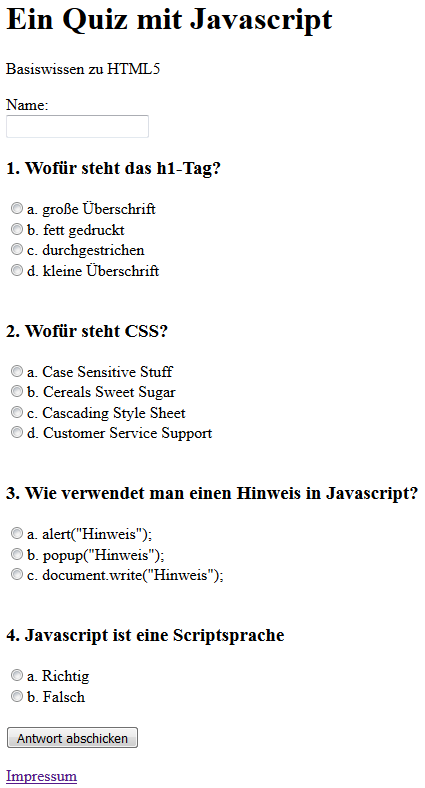 Ein Quiz mit Javascript
Basiswissen zu HTML5
Name:
1. Wofür steht das h1-Tag?
a. große Überschrift
b. fett gedruckt
c. durchgestrichen
d. kleine Überschrift
2. Wofür steht CSS?
a. Case Sensitive Stuff
b. Cereals Sweet Sugar
c. Cascading Style Sheet
d. Customer Service Support
3. Wie verwendet man einen Hinweis in Javascript?
a. alert("Hinweis");
b. popup("Hinweis");
c. document.write("Hinweis");
4. Javascript ist eine Scriptsprache
a. Richtig
b. Falsch
Antwort abschicken
Impressum